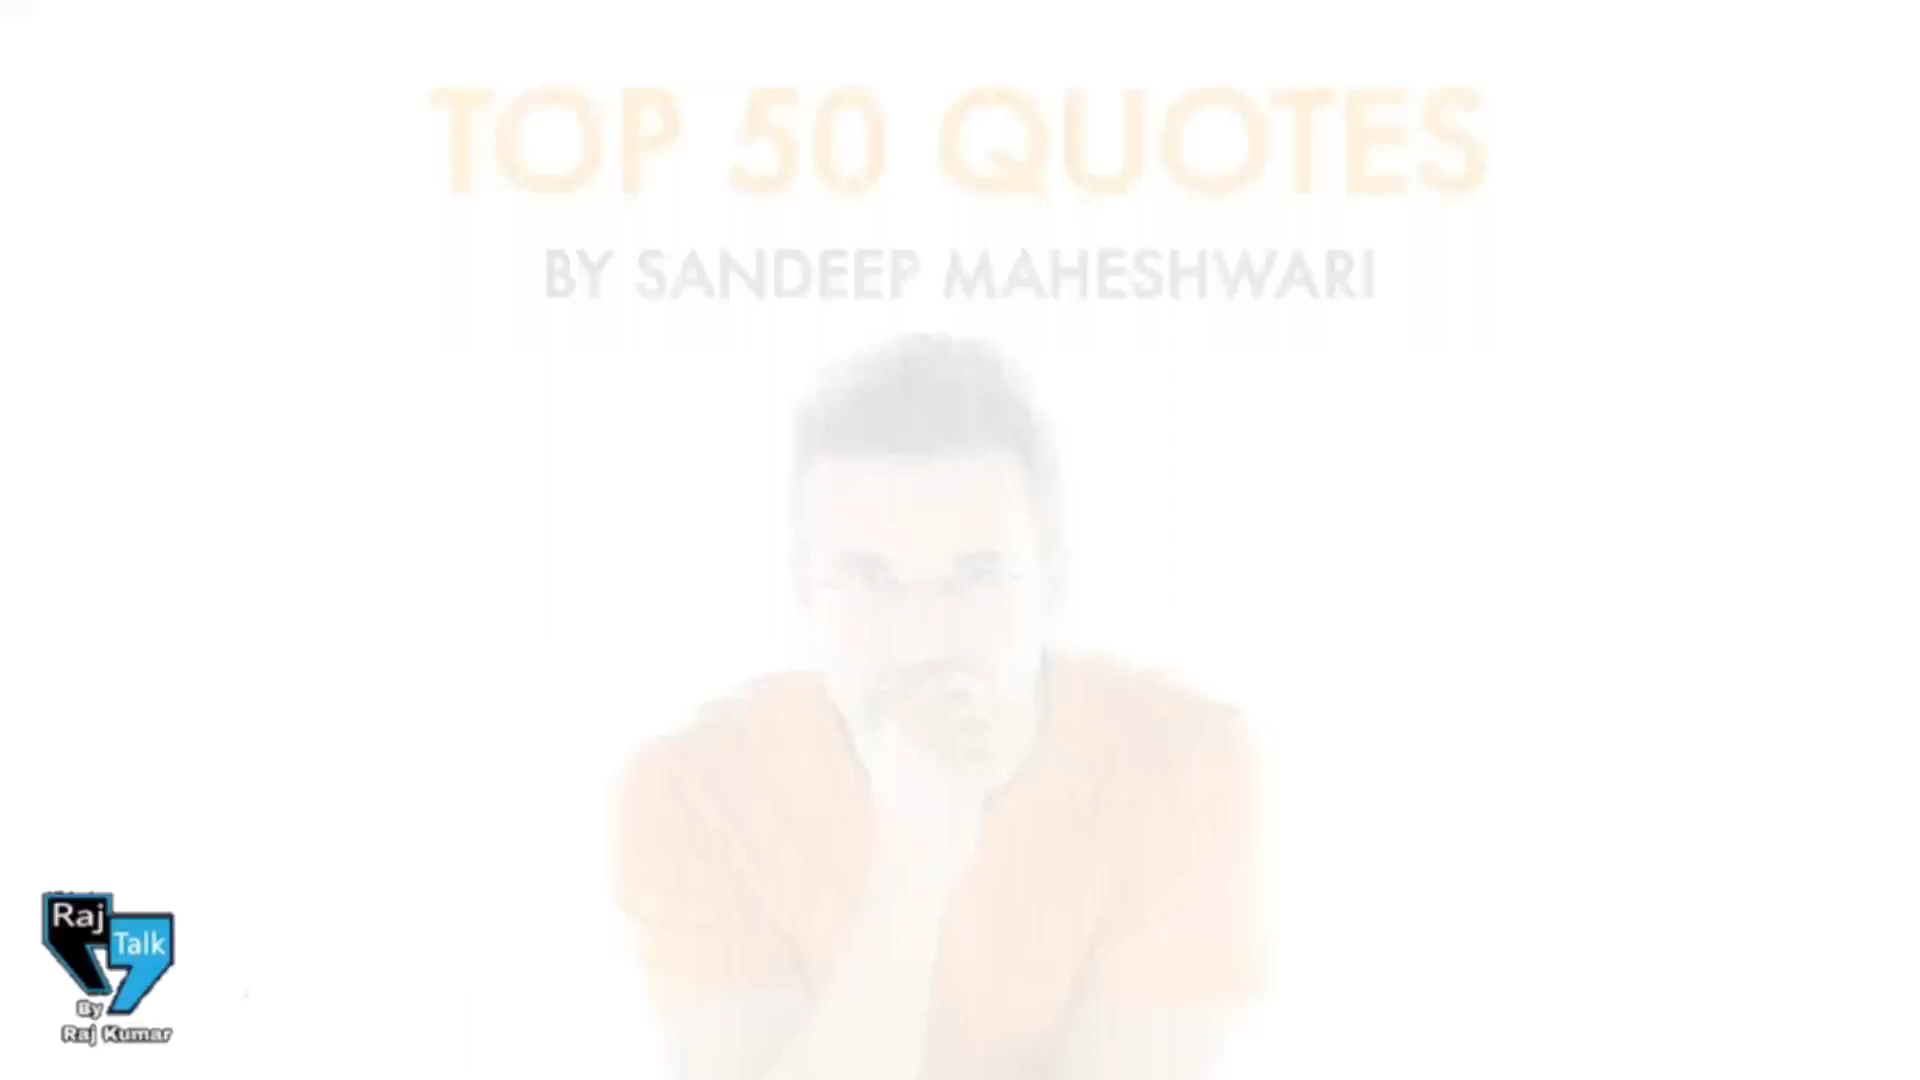 TOP 50 QUOTES
BY SANDEEP MAHESHWARI
Raj
Talk
By
Raj Kumar